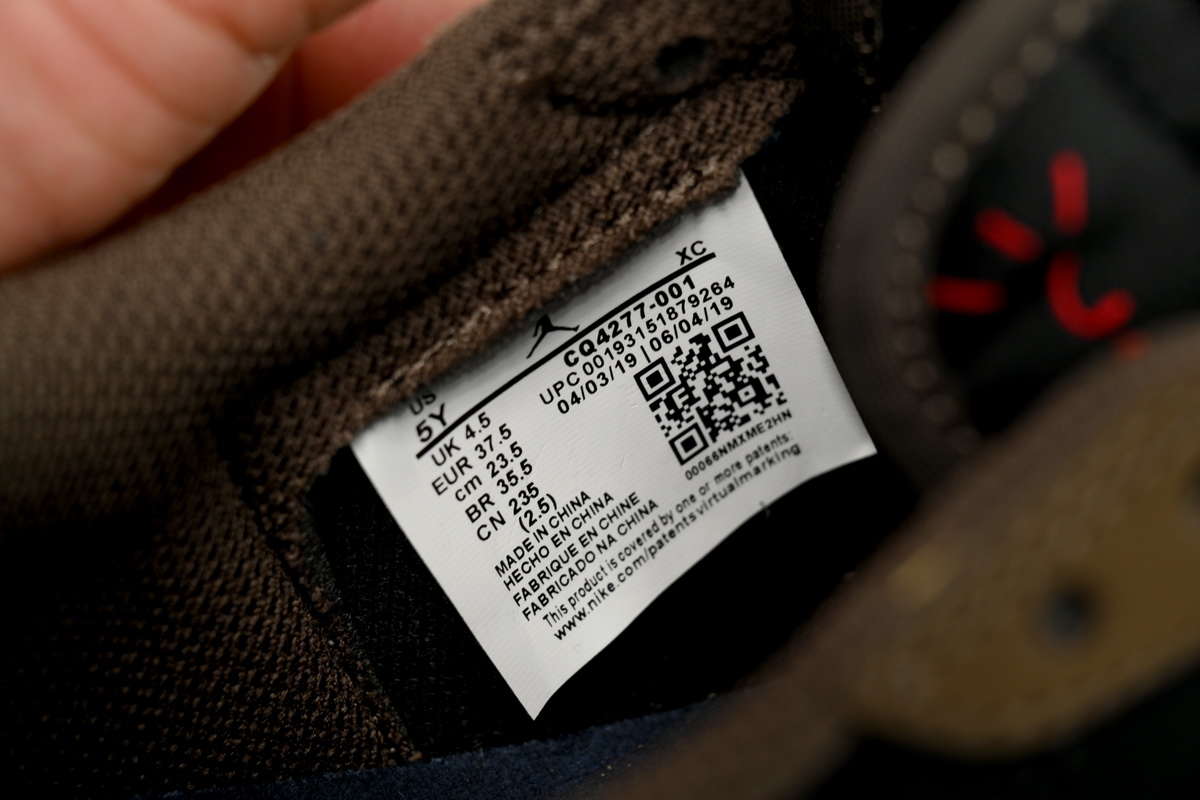 XC
US
5Y
CQ4277-001
UPC 00193151879264
04/03/19 | 06/04/19
UK 4.5
EUR 37.5
cm 23.5
BR 35.5
CN 235
(2.5)
00066NMXME2HN
MADE IN CHINA
HECHO EN CHINA
FABRIQUE EN CHINE
FABRICADO NA CHINA
This product is covered by one or more patents:
www.nike.com/patentsvirtualmarking